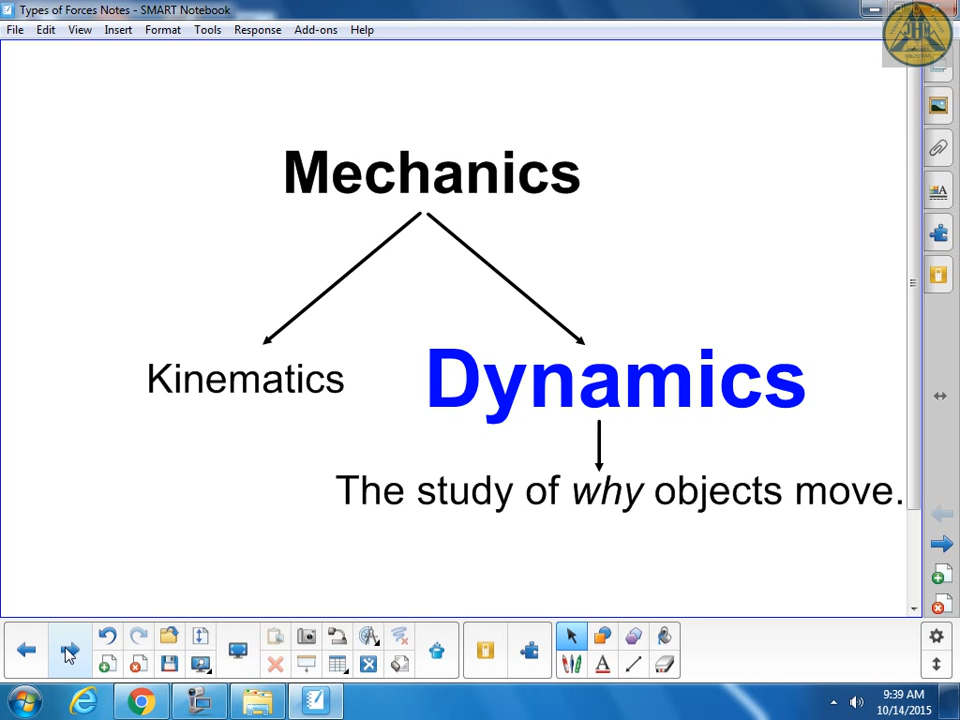 Types of Forces Notes - SMART Notebook
File Edit View Insert Format Tools Response Add-ons Help
JHM
Mechanics
Kinematics
Dynamics
The study of why objects move.
9:39 AM
10/14/2015